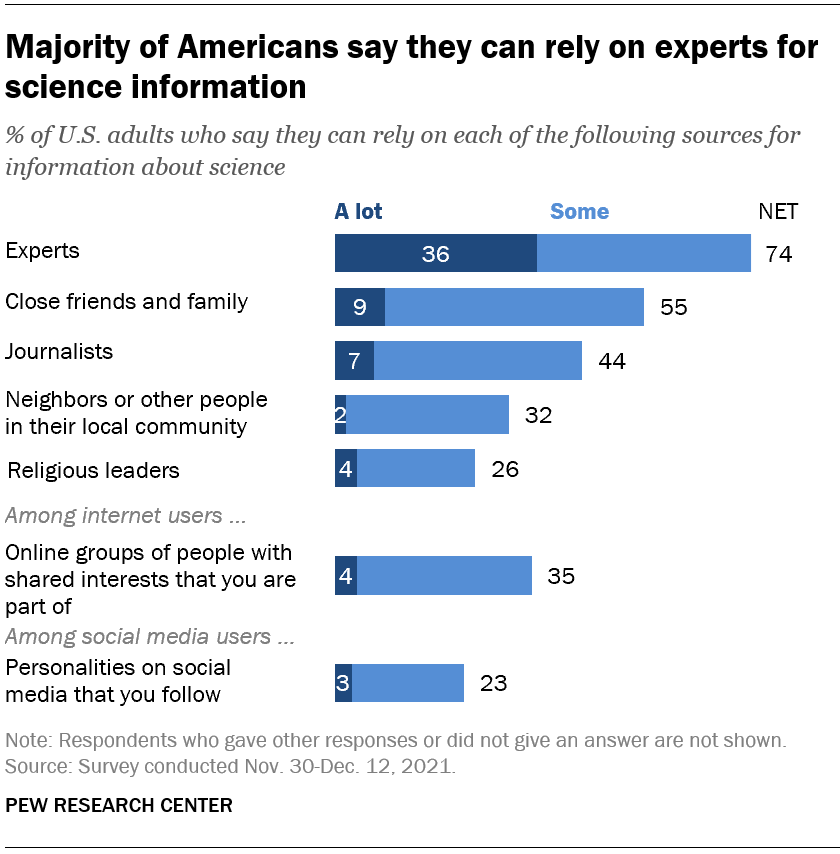 Majority of Americans say they can rely on experts for
science information
% of U.S. adults who say they can rely on each of the following sources for
information about science
A lot Some NET
Experts 36 74
Close friends and family 9 55
Journalists 7 44
Neighbors or other people
in their local community 2 32
Religious leaders 4 26
Among internet users ...
Online groups of people with
shared interests that you are 4 35
part of
Among social media users ...
Personalities on social
media that you follow 3 23
Note: Respondents who gave other responses or did not give an answer are not shown.
Source: Survey conducted Nov. 30-Dec. 12, 2021.
PEW RESEARCH CENTER